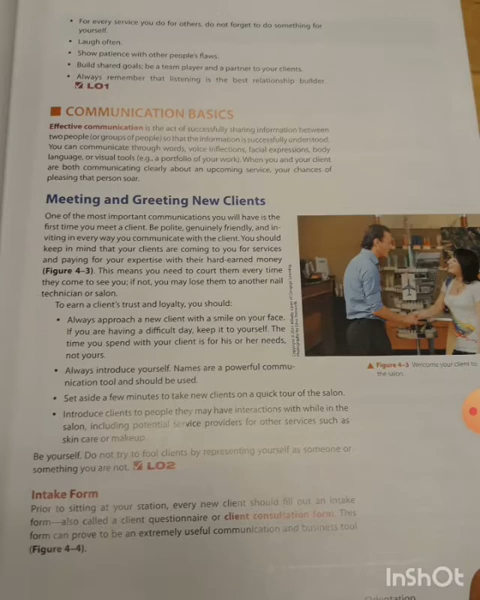 • For every service you do for others, do not forget to do something for
yourself.
• Laugh often.
• Show patience with other people's flaws.
• Build shared goals; be a team player and a partner to your clients.
• Always remember that listening is the best relationship builder
LO1
COMMUNICATION BASICS
Effective communication is the act of successfully sharing information between
two people (or groups of people) so that the information is successfully understood.
You can communicate through words, voice inflections, facial expressions, body
language, or visual tools (e.g., a portfolio of your work). When you and your client
are both communicating clearly about an upcoming service, your chances of
pleasing that person soar.
Meeting and Greeting New Clients
One of the most important communications you will have is the
first time you meet a client. Be polite, genuinely friendly, and in-
viting in every way you communicate with the client. You should
keep in mind that your clients are coming to you for services
and paying for your expertise with their hard-earned money
(Figure 4–3). This means you need to court them every time
they come to see you; if not, you may lose them to another nail
technician or salon.
To earn a client's trust and loyalty, you should:
• Always approach a new client with a smile on your face.
If you are having a difficult day, keep it to yourself. The
time you spend with your client is for his or her needs,
not yours.
• Always introduce yourself. Names are a powerful commu-
nication tool and should be used.
• Set aside a few minutes to take new clients on a quick tour of the salon.
• Introduce clients to people they may have interactions with while in the
salon, including potential service providers for other services such as
skin care or makeup.
Be yourself. Do not try to fool clients by representing yourself as someone or
something you are not. LO2
▲ Figure 4–3 Welcome your client to
the salon.
Intake Form
Prior to sitting at your station, every new client should fill out an intake
form—also called a client questionnaire or client consultation form. This
form can prove to be an extremely useful communication and business tool
(Figure 4–4).
InShOt